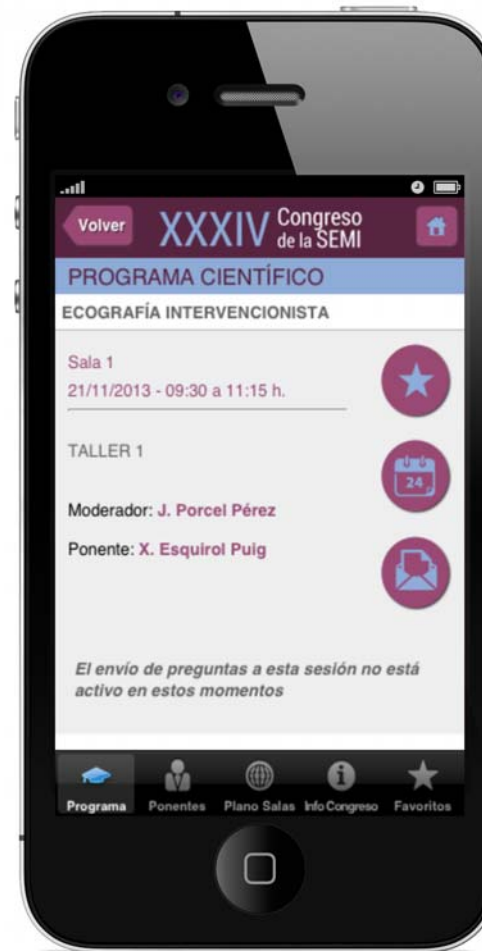 Volver
XXXIV Congreso
de la SEMI
PROGRAMA CIENTÍFICO
ECOGRAFÍA INTERVENCIONISTA
Sala 1
21/11/2013 - 09:30 a 11:15 h.
TALLER 1
24
Moderador: J. Porcel Pérez
Ponente: X. Esquirol Puig
El envío de preguntas a esta sesión no está
activo en estos momentos
Programa Ponentes Plano Salas Info Congreso Favoritos